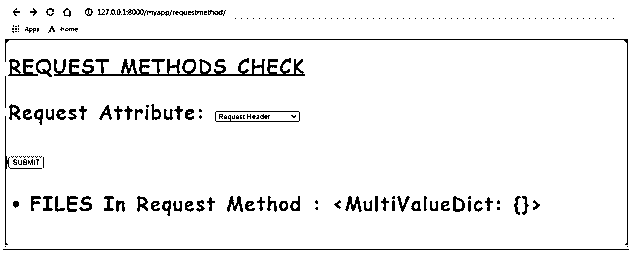 127.0.0.1:8000/myapp/requestmethod/
Apps Home
REQUEST METHODS CHECK
Request Attribute: Request Header
SUBMIT
• FILES In Request Method : <MultiValueDict: {}>